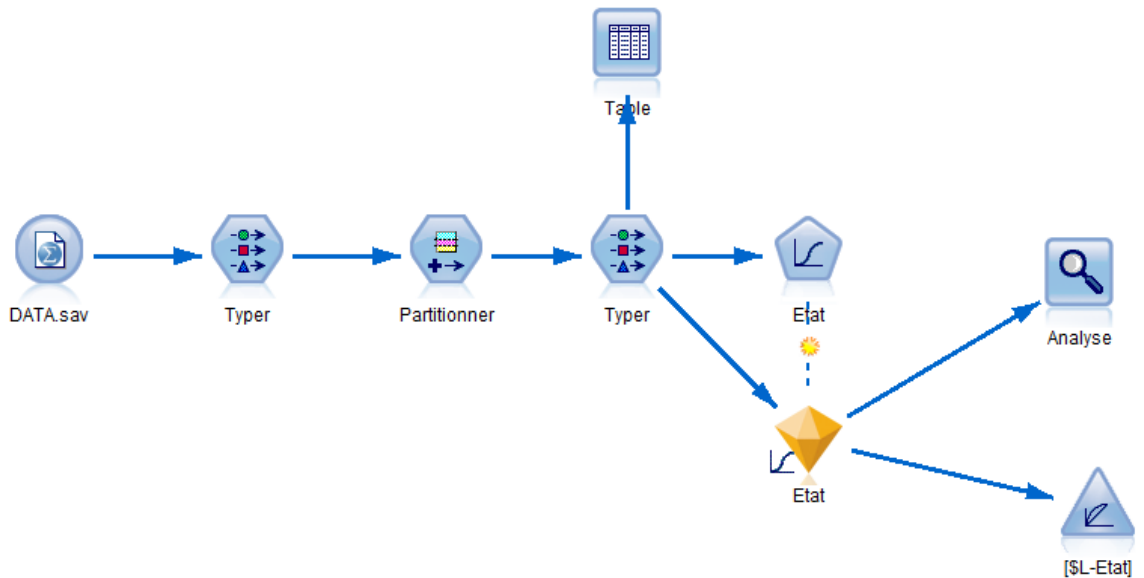 Table
DATA.sav
Typer
Partitionner
Typer
Etat
Analyse
Etat
[$L-Etat]